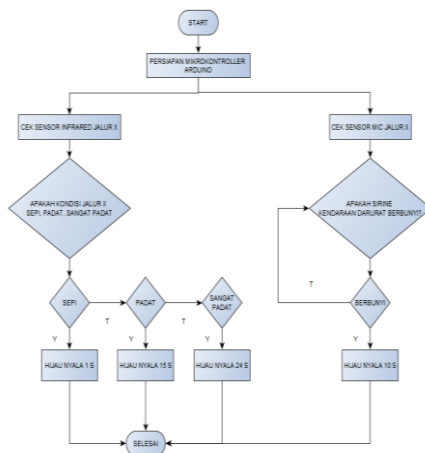 START
PERSIAPAN MIKROKONTROLLER
ARDUINO
CEK SENSOR INFRARED JALUR X
CEK SENSOR MIC JALUR X
APAKAH KONDISI JALUR X
SEPI, PADAT, SANGAT PADAT
APAKAH SIRINE
KENDARAAN DARURAT BERBUNYI?
SEPI
T
PADAT
T
SANGAT
PADAT
T
BERBUNYI
Y
Y
Y
Y
HIJAU NYALA 1 S
HIJAU NYALA 15 S
HIJAU NYALA 24 S
HIJAU NYALA 10 S
SELESAI